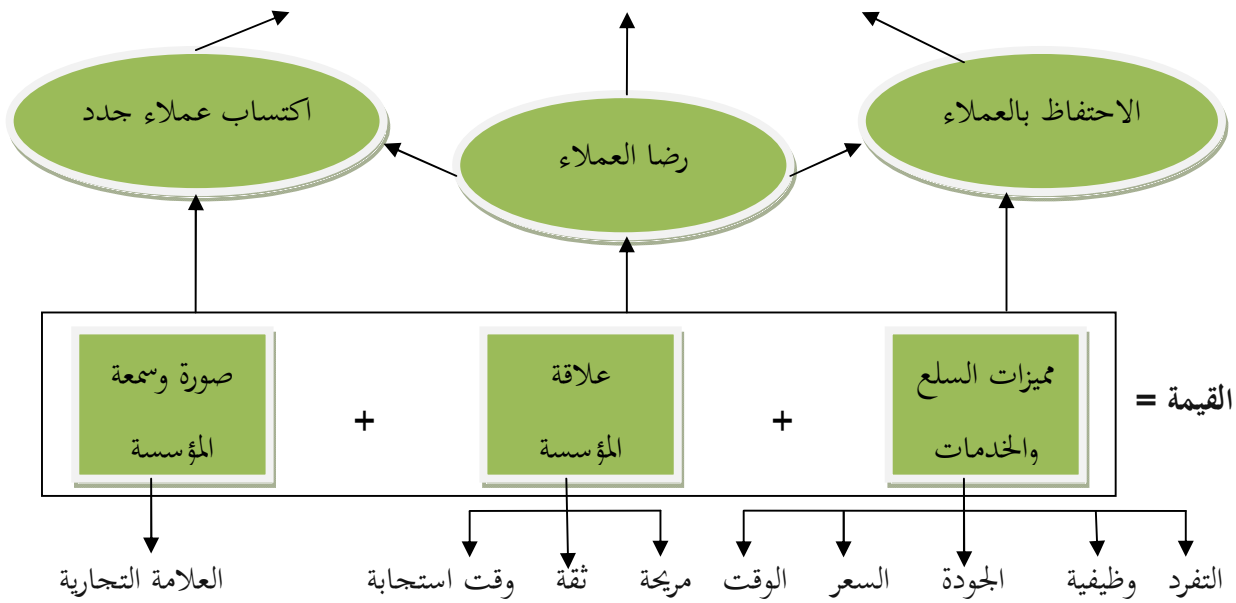 الاحتفاظ بالعملاء
رضا العملاء
اكتساب عملاء جدد
القيمة =
مميزات السلع
والخدمات
+
علاقة
المؤسسة
+
صورة وسمعة
المؤسسة
التفرد
وظيفية
الجودة
السعر
الوقت
مريحة
ثقة
وقت استجابة
العلامة التجارية